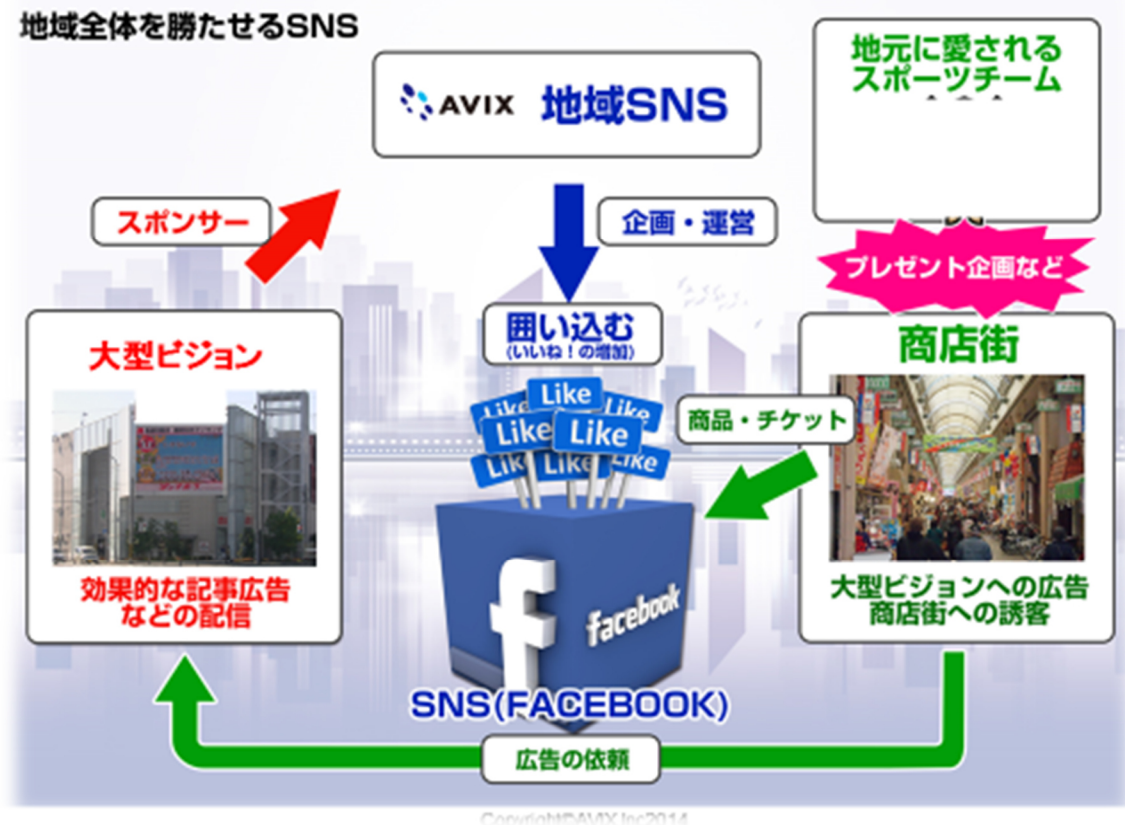 地域全体を勝たせるSNS
AVIX 地域SNS
地元に愛される
スポーツチーム
スポンサー
企画・運営
プレゼント企画など
囲い込む
(いいね!の増加)
大型ビジョン
商店街
Like
Like
Like
Like
Like
Like
Like
Like
商品・チケット
効果的な記事広告
などの配信
大型ビジョンへの広告
商店街への誘客
f
facebook
SNS(FACEBOOK)
広告の依頼
Copyright©AVIX,Inc2014